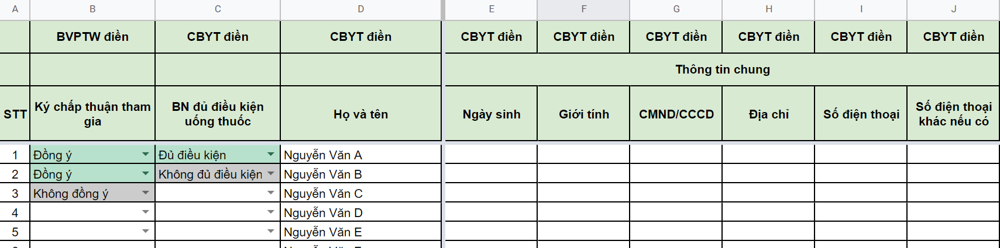 A B C D E F G H I J
BVPTW điền CBYT điền CBYT điền CBYT điền CBYT điền CBYT điền CBYT điền CBYT điền CBYT điền
Thông tin chung
STT Ký chấp thuận tham gia BN đủ điều kiện uống thuốc Họ và tên Ngày sinh Giới tính CMND/CCCD Địa chỉ Số điện thoại Số điện thoại khác nếu có
1 Đồng ý Đủ điều kiện Nguyễn Văn A
2 Đồng ý Không đủ điều kiện Nguyễn Văn B
3 Không đồng ý Nguyễn Văn C
4 Nguyễn Văn D
5 Nguyễn Văn E